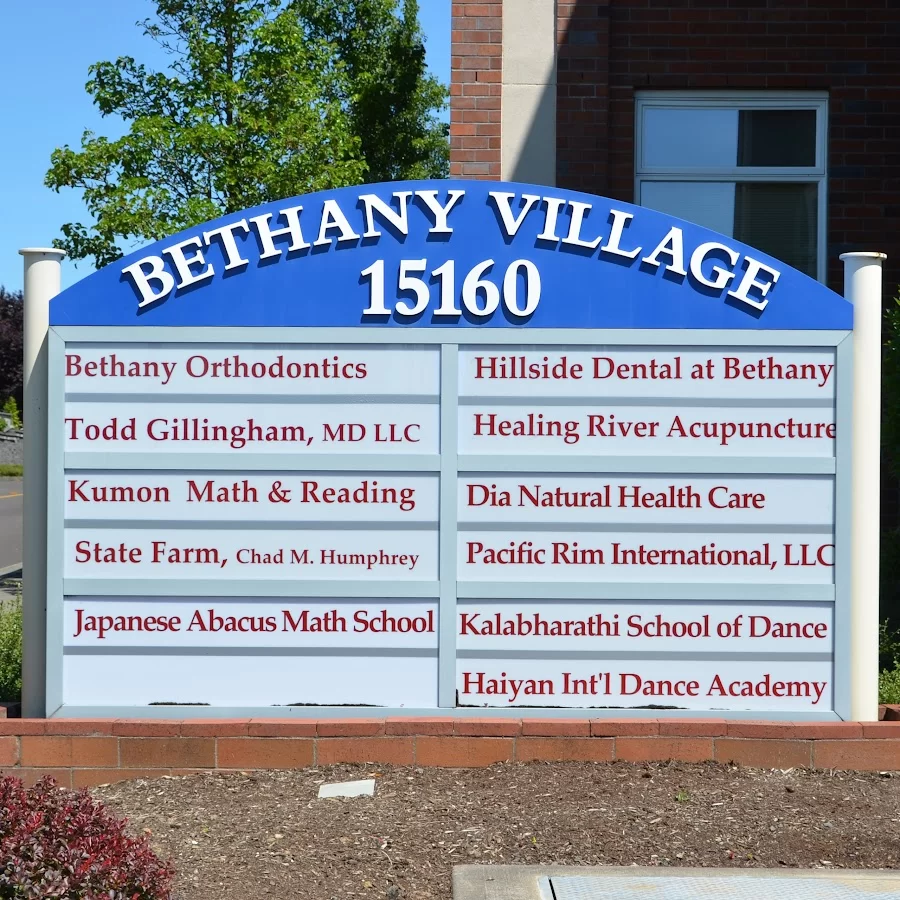 BETHANY VILLAGE
15160
Bethany Orthodontics
Todd Gillingham, MD LLC
Kumon Math & Reading
State Farm, Chad M. Humphrey
Japanese Abacus Math School
Hillside Dental at Bethany
Healing River Acupuncture
Dia Natural Health Care
Pacific Rim International, LLC
Kalabharathi School of Dance
Haiyan Int'l Dance Academy